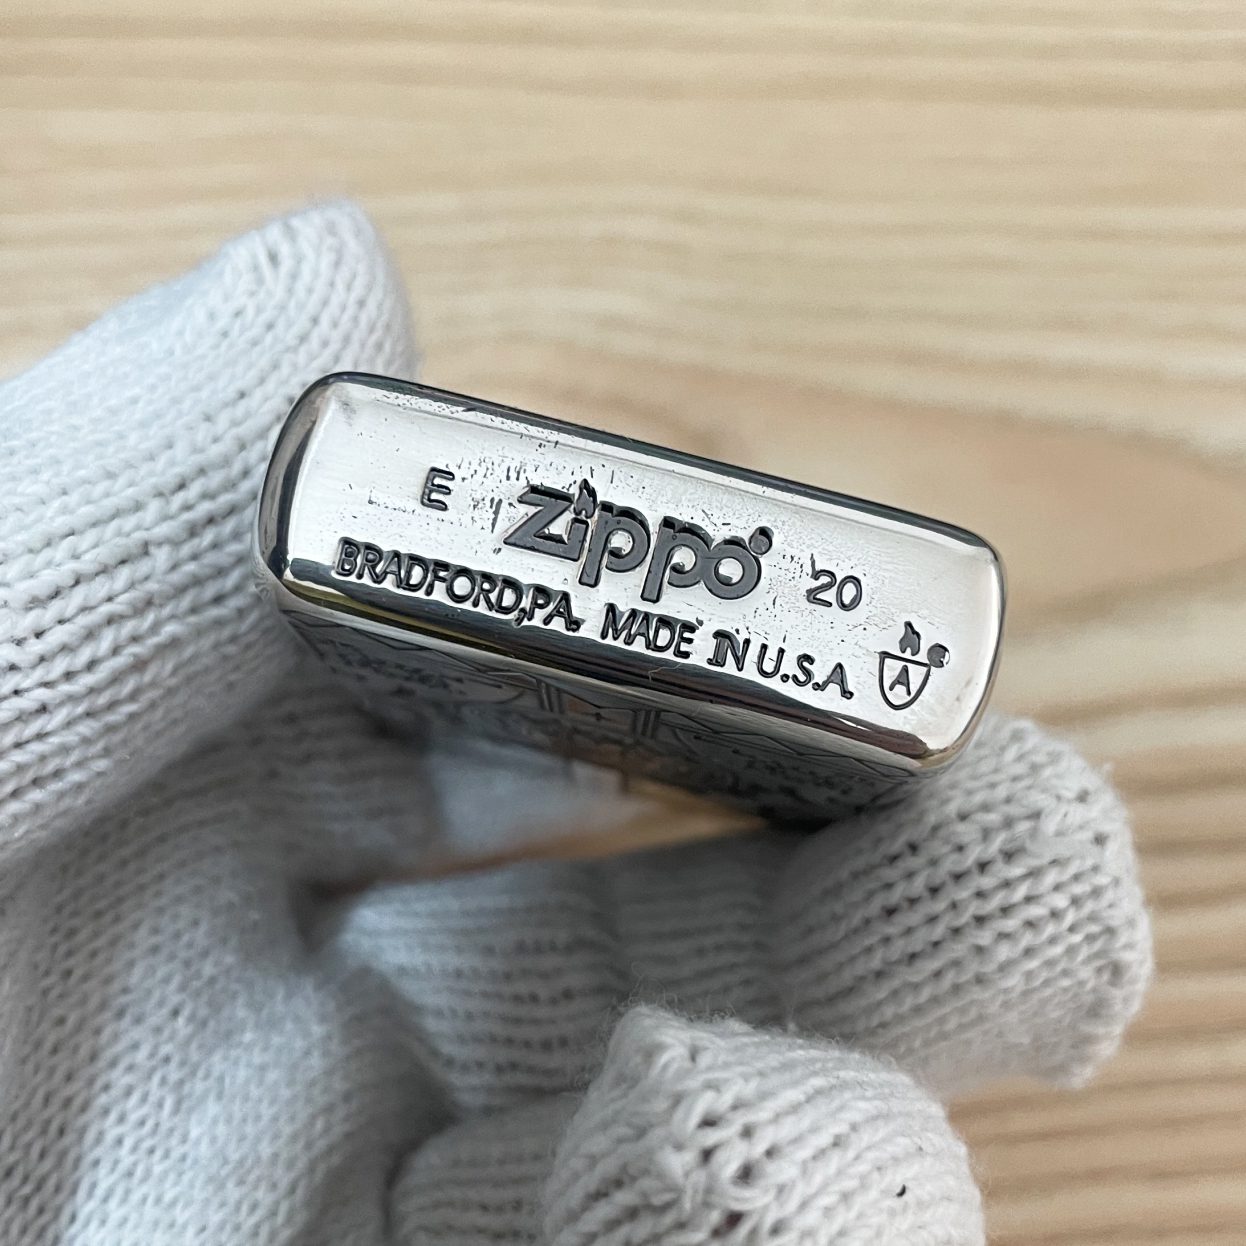 E zippo 20
BRADFORD,PA. MADE IN U.S.A.
A